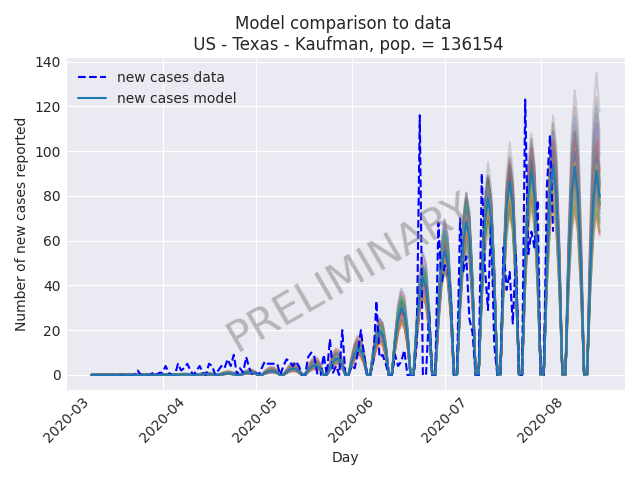 Model comparison to data
US - Texas - Kaufman, pop. = 136154
new cases data
new cases model
140
120
100
80
60
40
20
0
Number of new cases reported
PRELIMINARY
2020-03
2020-04
2020-05
2020-06
2020-07
2020-08
Day